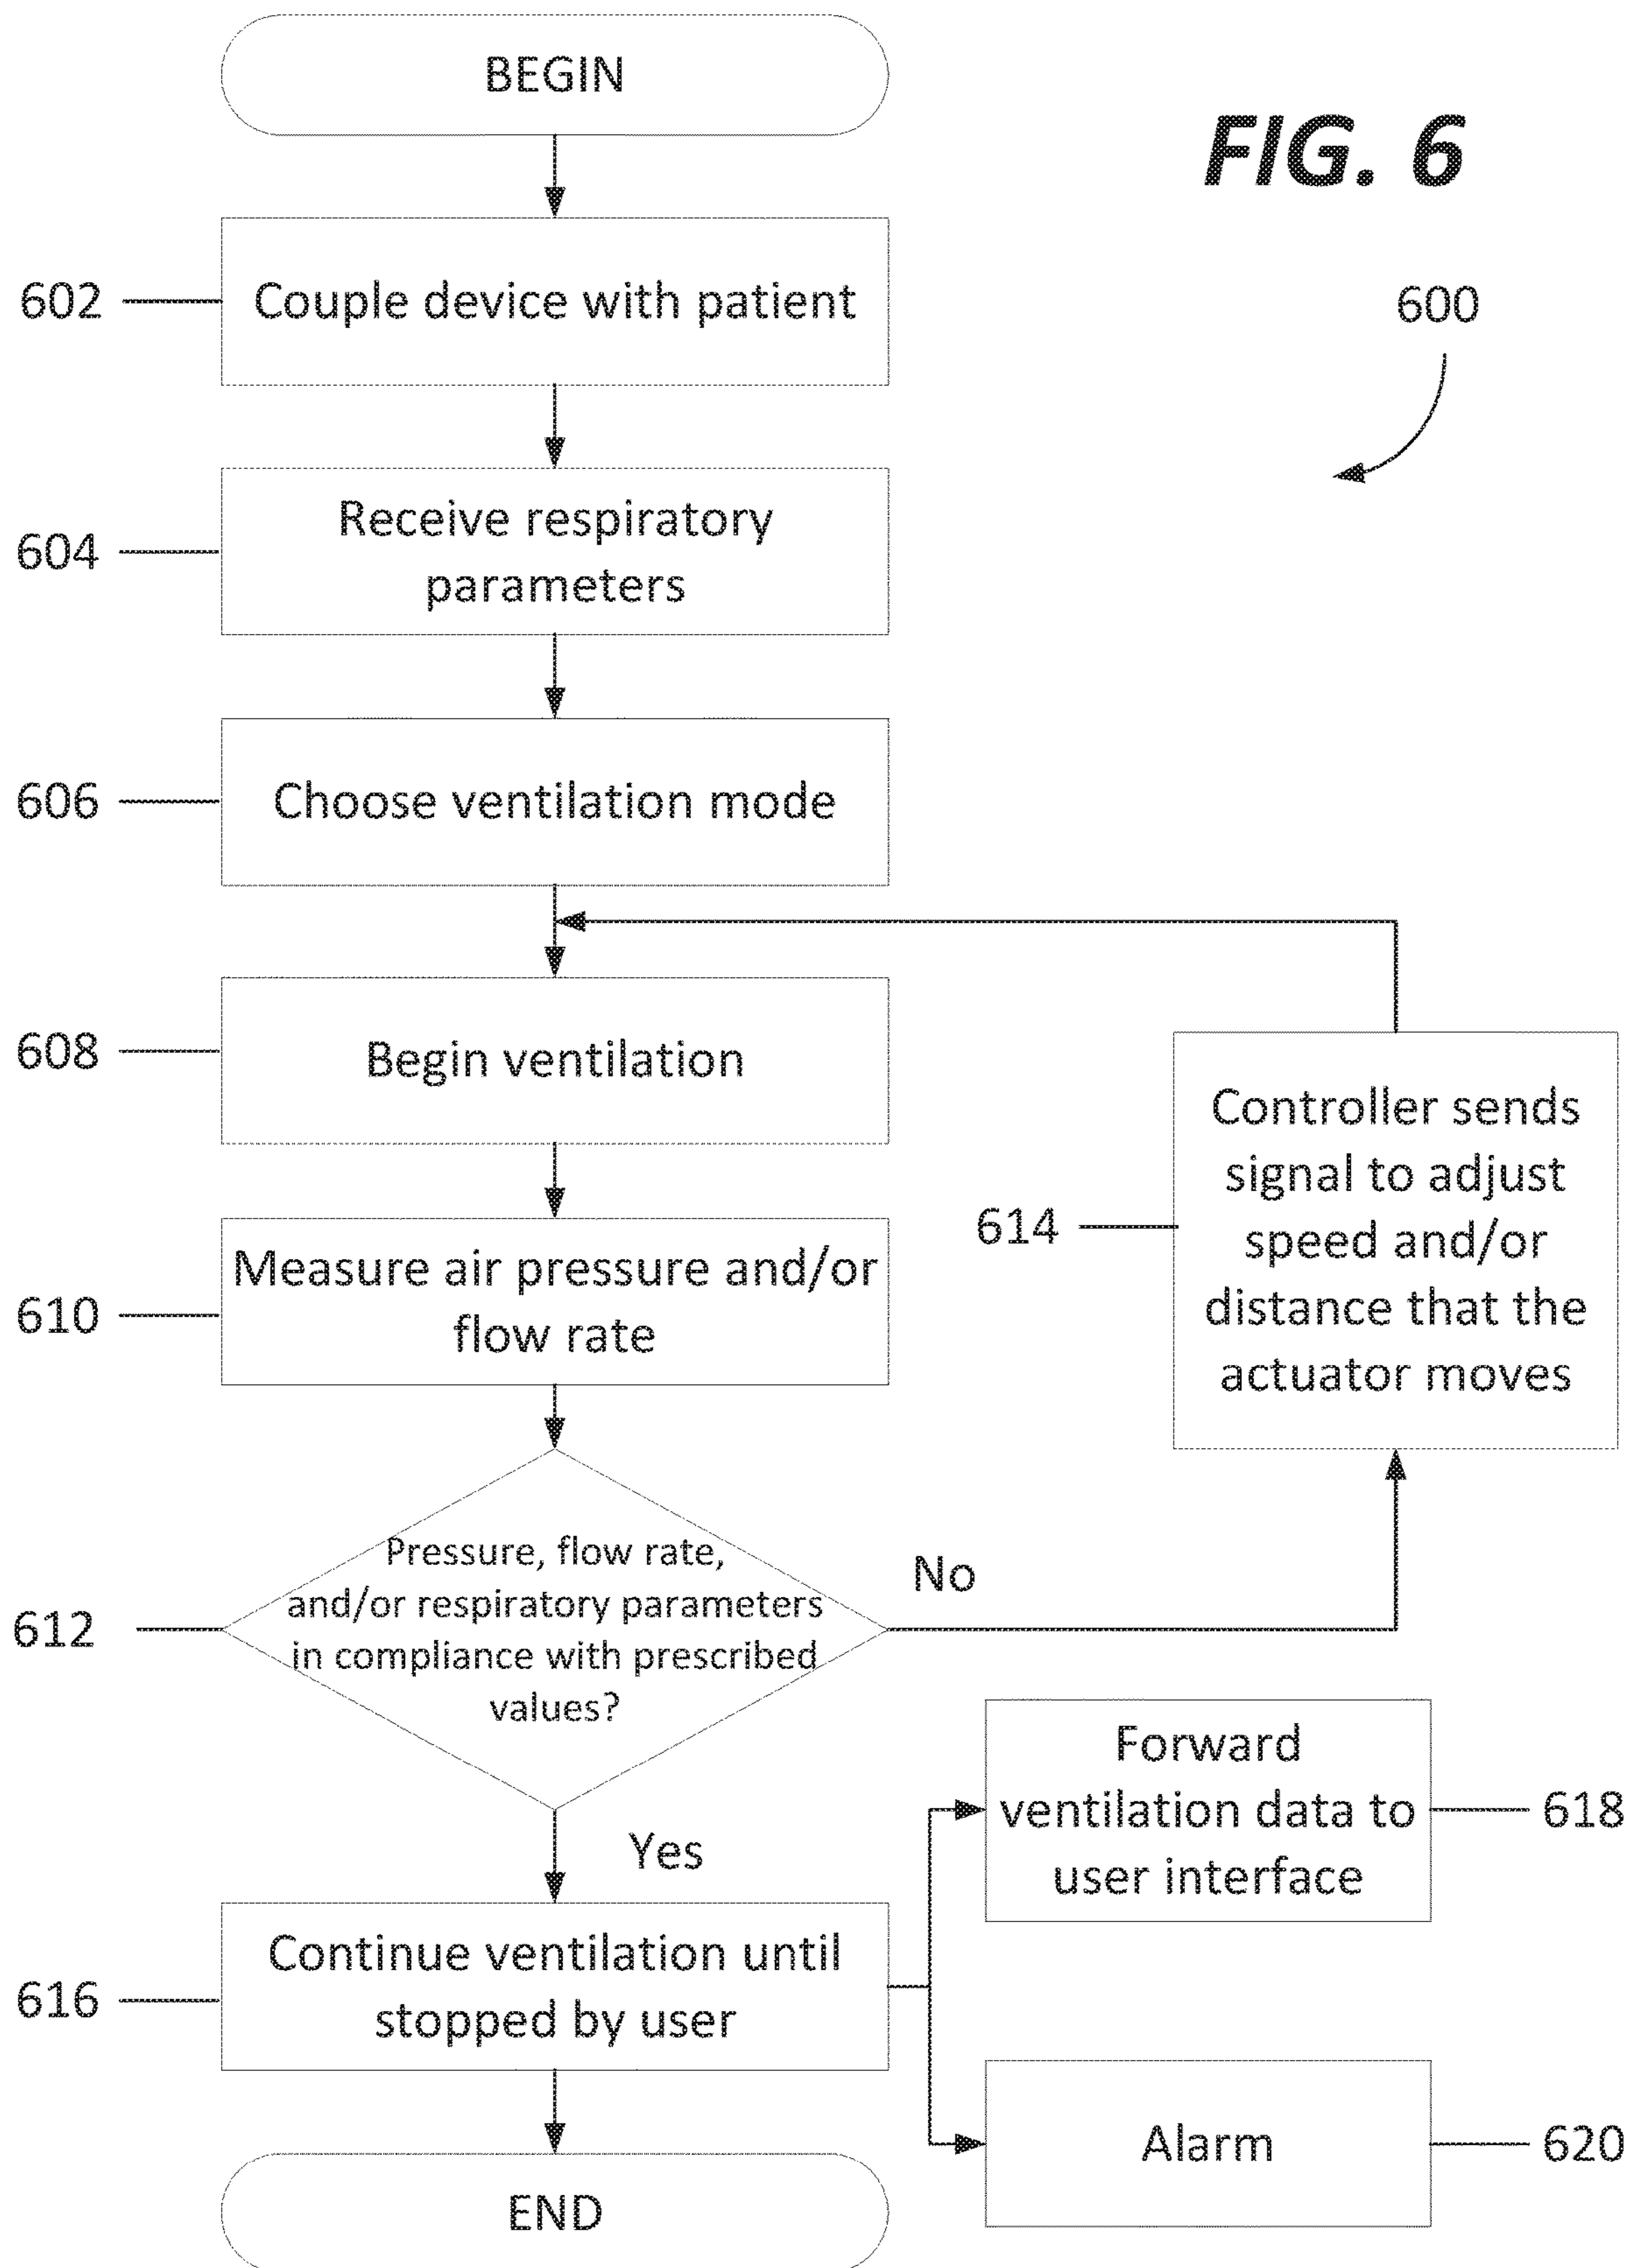 BEGIN
FIG. 6
600
602
Couple device with patient
604
Receive respiratory
parameters
606
Choose ventilation mode
608
Begin ventilation
610
Measure air pressure and/or
flow rate
614
Controller sends
signal to adjust
speed and/or
distance that the
actuator moves
612
Pressure, flow rate,
and/or respiratory parameters
in compliance with prescribed
values?
No
Yes
616
Continue ventilation until
stopped by user
Forward
ventilation data to
user interface
618
Alarm
620
END